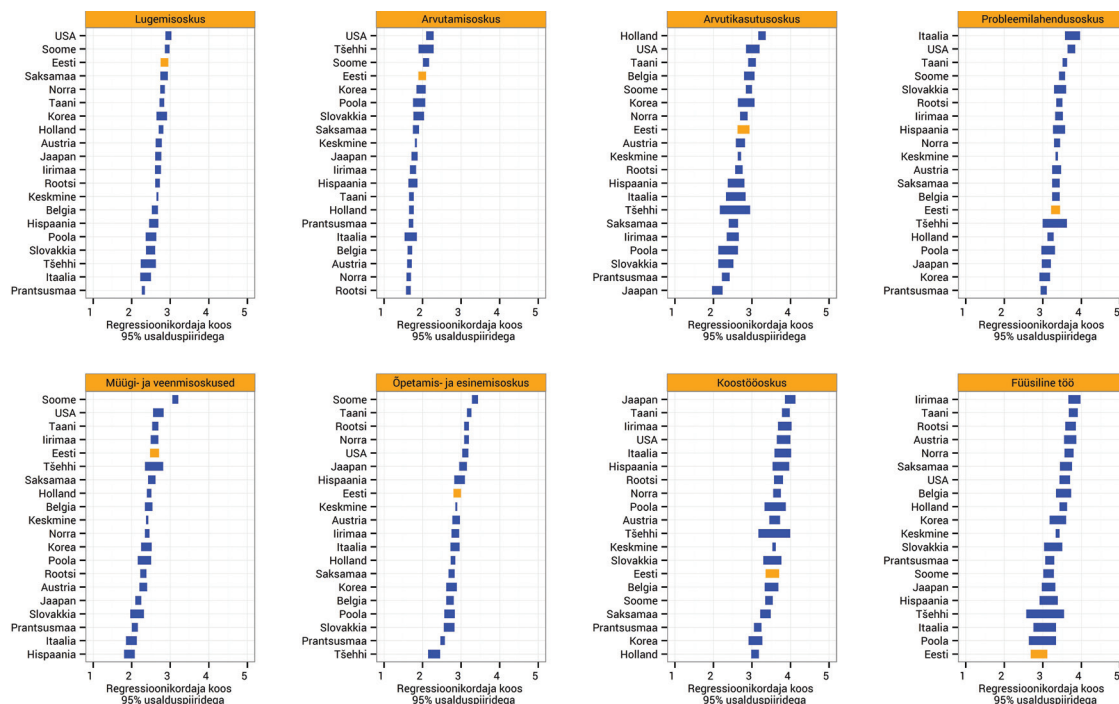 Lugemisoskus
USA
Soome
Eesti
Saksamaa
Norra
Taani
Korea
Holland
Austria
Jaapan
Iirimaa
Rootsi
Keskmine
Belgia
Hispaania
Poola
Slovakkia
Tšehhi
Itaalia
Prantsusmaa
1 2 3 4 5
Regressioonikordaja koos
95% usalduspiiridega
Arvutamisoskus
USA
Tšehhi
Soome
Eesti
Korea
Poola
Slovakkia
Saksamaa
Keskmine
Jaapan
Iirimaa
Hispaania
Taani
Holland
Prantsusmaa
Itaalia
Belgia
Austria
Norra
Rootsi
1 2 3 4 5
Regressioonikordaja koos
95% usalduspiiridega
Arvutikasutusoskus
Holland
USA
Taani
Belgia
Soome
Korea
Norra
Eesti
Austria
Keskmine
Rootsi
Hispaania
Itaalia
Tšehhi
Saksamaa
Iirimaa
Poola
Slovakkia
Prantsusmaa
Jaapan
1 2 3 4 5
Regressioonikordaja koos
95% usalduspiiridega
Probleemilahendusoskus
Itaalia
USA
Taani
Soome
Slovakkia
Rootsi
Iirimaa
Hispaania
Norra
Keskmine
Austria
Saksamaa
Belgia
Eesti
Tšehhi
Holland
Poola
Jaapan
Korea
Prantsusmaa
1 2 3 4 5
Regressioonikordaja koos
95% usalduspiiridega
Müügi- ja veenmisoskused
Soome
USA
Taani
Iirimaa
Eesti
Tšehhi
Saksamaa
Holland
Belgia
Keskmine
Norra
Korea
Poola
Rootsi
Austria
Jaapan
Slovakkia
Prantsusmaa
Itaalia
Hispaania
1 2 3 4 5
Regressioonikordaja koos
95% usalduspiiridega
Õpetamis- ja esinemisoskus
Soome
Taani
Rootsi
Norra
USA
Jaapan
Hispaania
Eesti
Keskmine
Austria
Iirimaa
Itaalia
Holland
Saksamaa
Korea
Belgia
Poola
Slovakkia
Prantsusmaa
Tšehhi
1 2 3 4 5
Regressioonikordaja koos
95% usalduspiiridega
Koostööoskus
Jaapan
Taani
Iirimaa
USA
Itaalia
Hispaania
Rootsi
Norra
Poola
Austria
Tšehhi
Keskmine
Slovakkia
Eesti
Belgia
Soome
Saksamaa
Prantsusmaa
Korea
Holland
1 2 3 4 5
Regressioonikordaja koos
95% usalduspiiridega
Füüsiline töö
Iirimaa
Taani
Rootsi
Austria
Norra
Saksamaa
USA
Belgia
Holland
Korea
Keskmine
Slovakkia
Prantsusmaa
Soome
Jaapan
Hispaania
Tšehhi
Itaalia
Poola
Eesti
1 2 3 4 5
Regressioonikordaja koos
95% usalduspiiridega